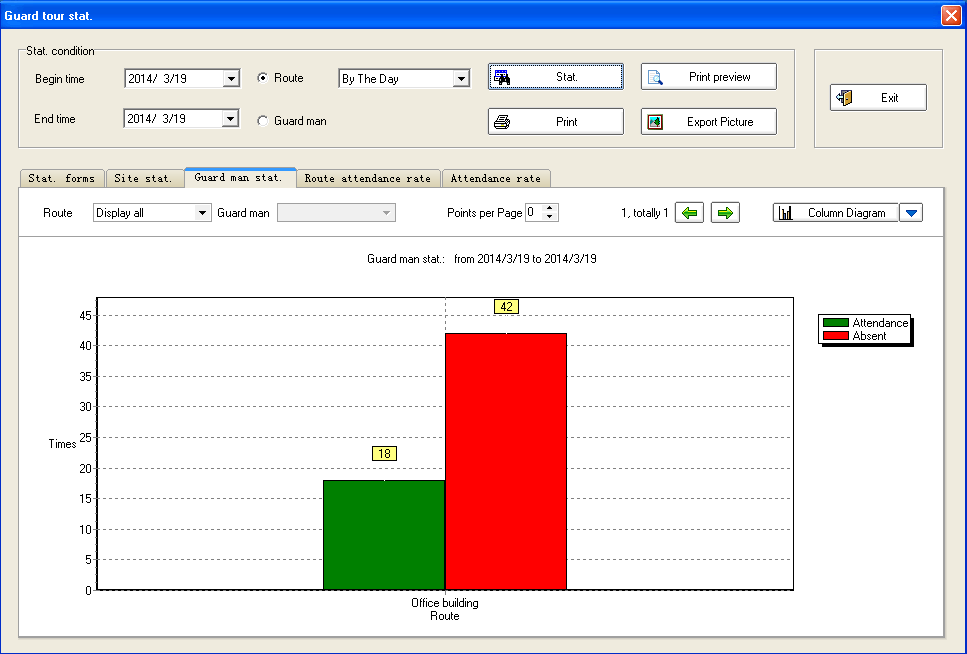 Guard tour stat.
Stat. condition
Begin time 2014/ 3/19 Route By The Day Stat. Print preview
Exit
End time 2014/ 3/19 Guard man Print Export Picture
Stat. forms Site stat. Guard man stat. Route attendance rate Attendance rate
Route Display all Guard man Points per Page 0 1, totally 1 Column Diagram
Guard man stat.: from 2014/3/19 to 2014/3/19
42
45
Attendance
Absent
40
35
30
25
Times
18
20
15
10
5
0
Office building
Route